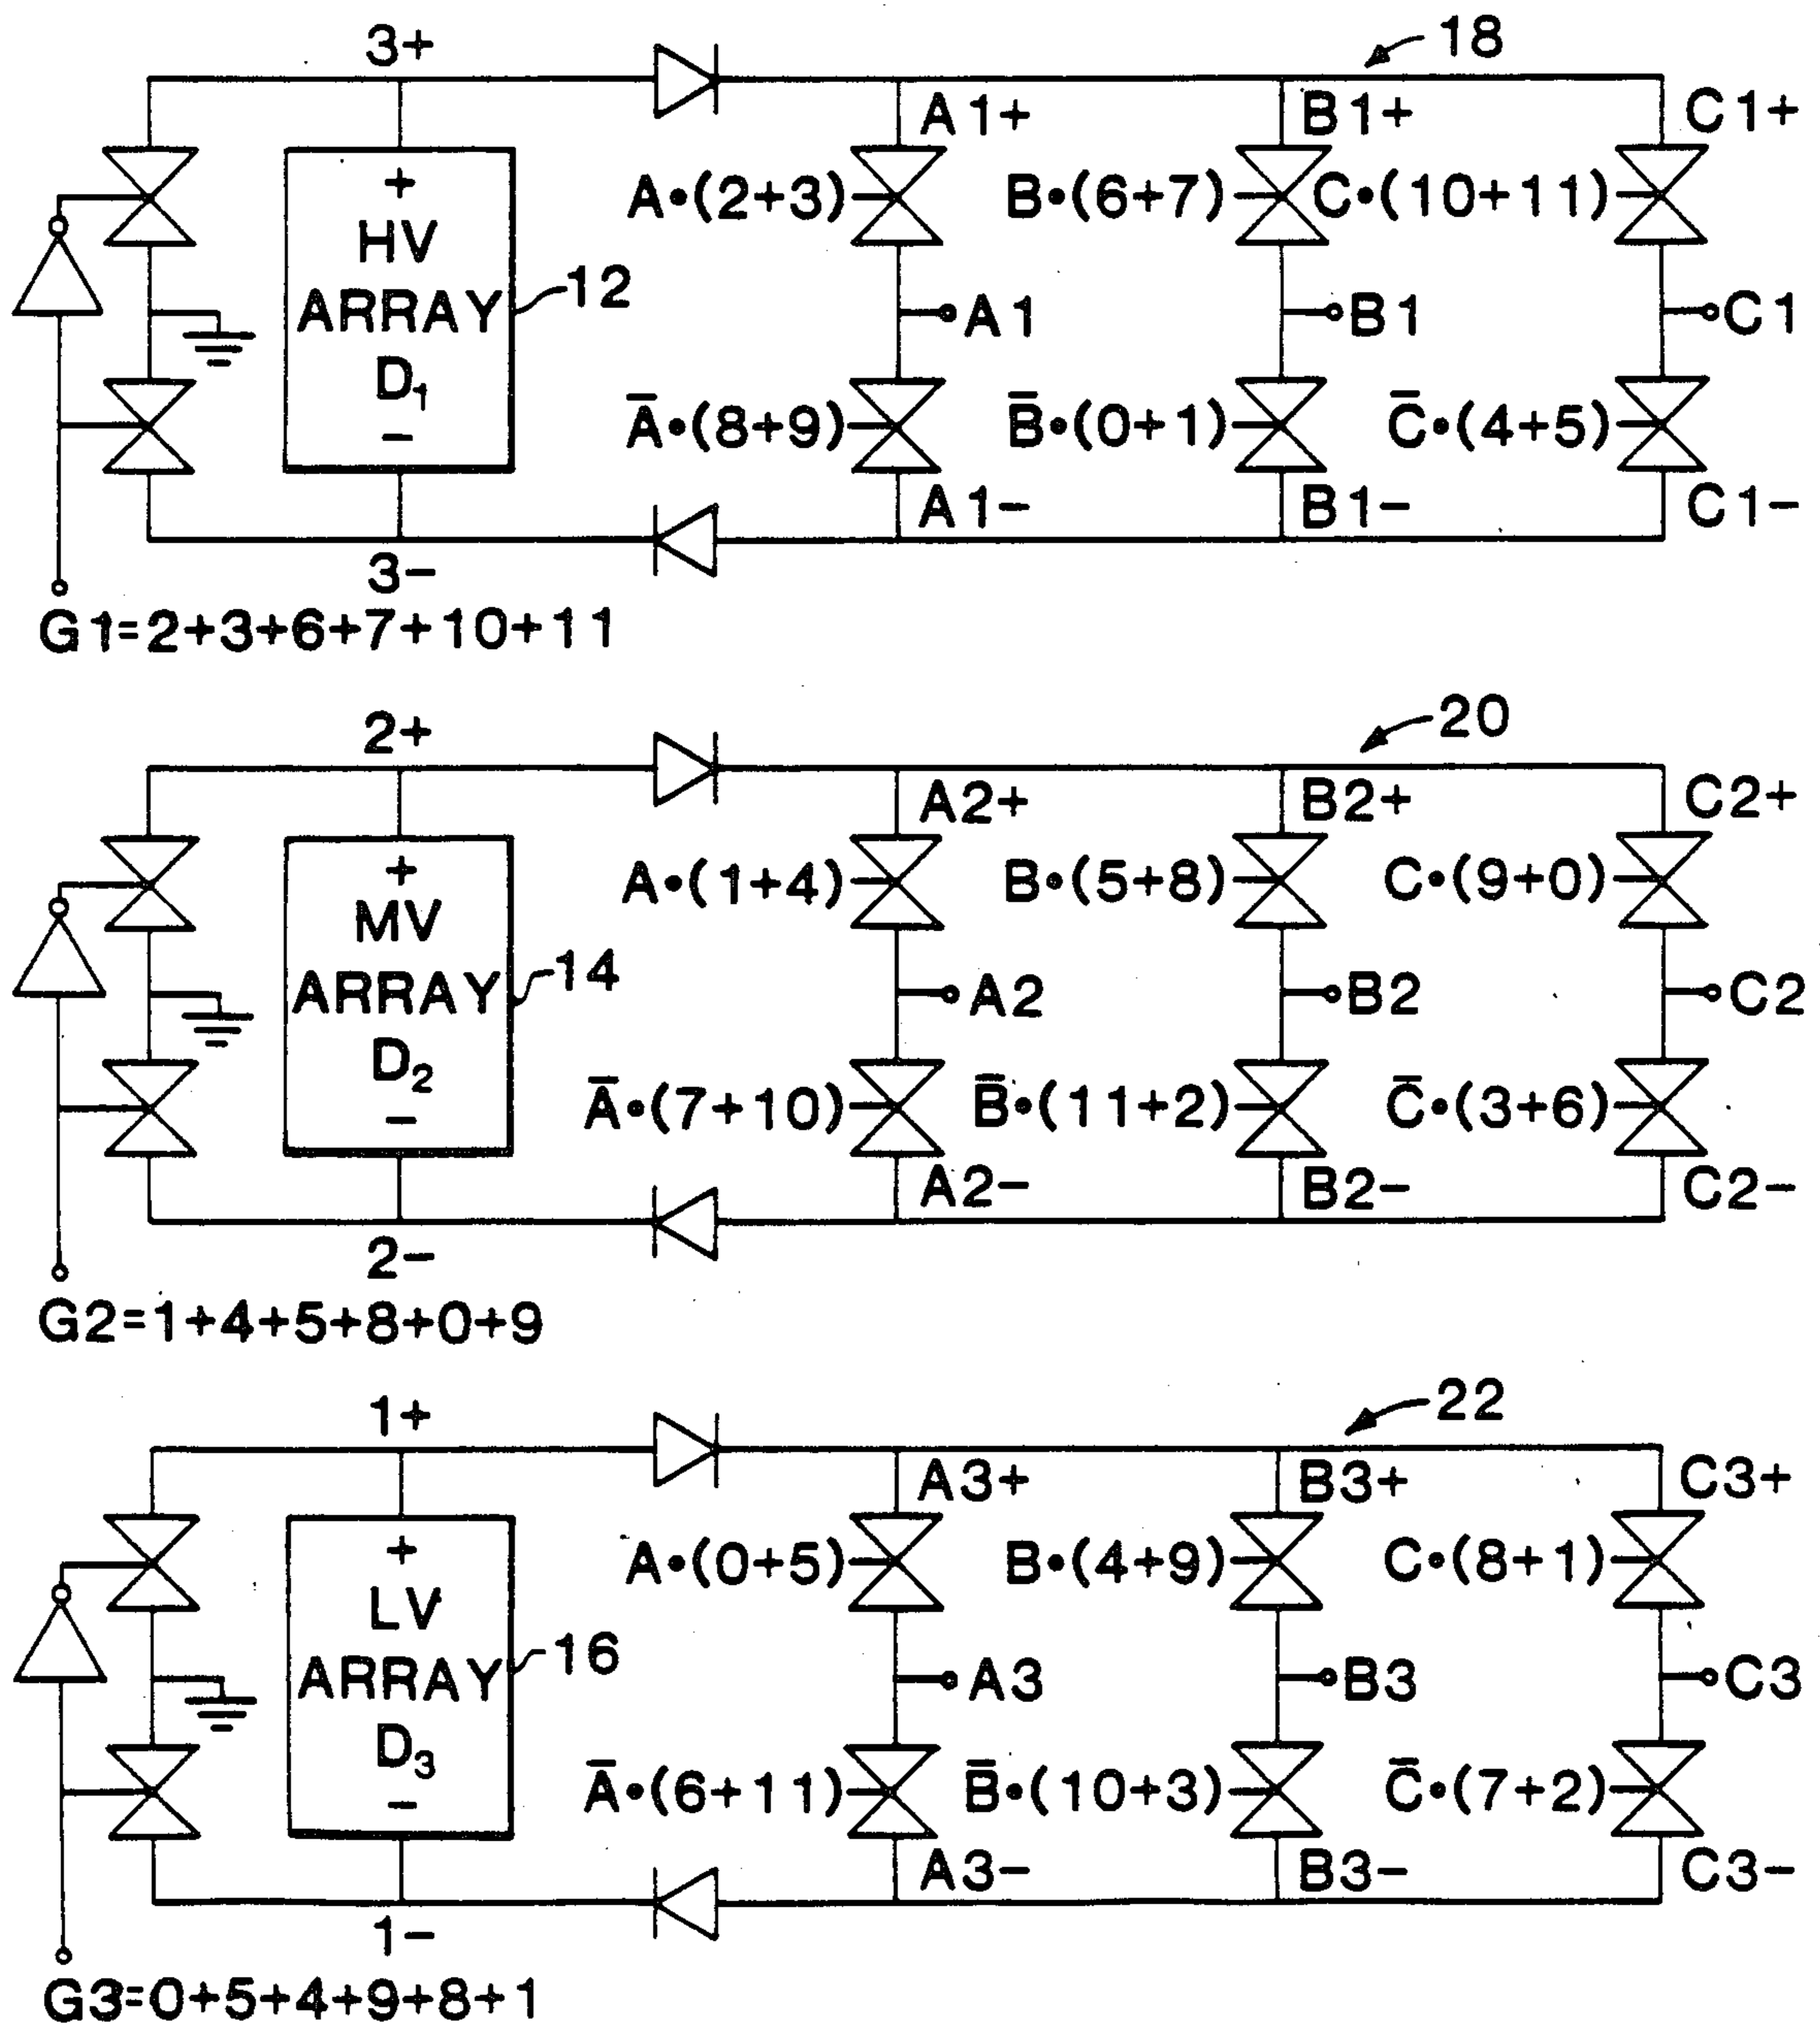 3+
18
A1+
B1+
C1+
+
HV
ARRAY
D₁
−
12
A•(2+3)
B•(6+7)
C•(10+11)
A1
B1
C1
A̅•(8+9)
B̅•(0+1)
C̅•(4+5)
A1−
B1−
C1−
3−
G1=2+3+6+7+10+11
2+
20
A2+
B2+
C2+
+
MV
ARRAY
D₂
−
14
A•(1+4)
B•(5+8)
C•(9+0)
A2
B2
C2
A̅•(7+10)
B̅•(11+2)
C̅•(3+6)
A2−
B2−
C2−
2−
G2=1+4+5+8+0+9
1+
22
A3+
B3+
C3+
+
LV
ARRAY
D₃
−
16
A•(0+5)
B•(4+9)
C•(8+1)
A3
B3
C3
A̅•(6+11)
B̅•(10+3)
C̅•(7+2)
A3−
B3−
C3−
1−
G3=0+5+4+9+8+1